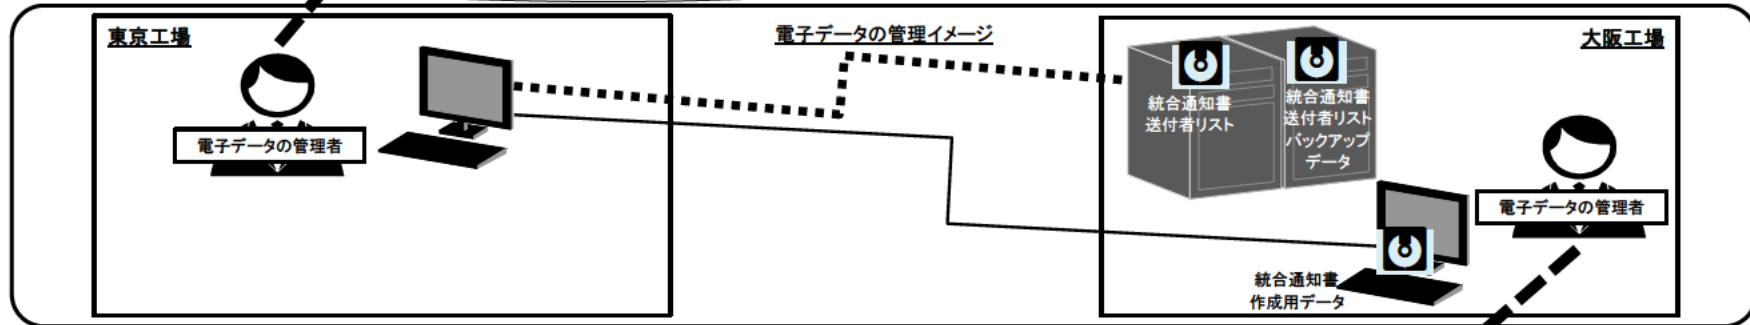 東京工場
電子データの管理者
電子データの管理イメージ
大阪工場
統合通知書
送付者リスト
統合通知書
送付者リスト
バックアップ
データ
電子データの管理者
統合通知書
作成用データ